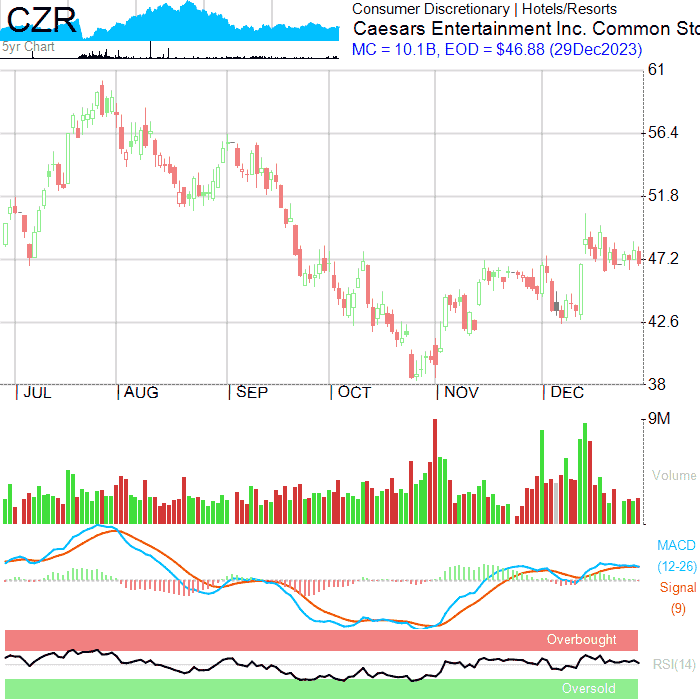 CZR
5yr Chart
Consumer Discretionary | Hotels/Resorts
Caesars Entertainment Inc. Common Sto
MC = 10.1B, EOD = $46.88 (29Dec2023)
61
56.4
51.8
47.2
42.6
38
| JUL | AUG | SEP | OCT | NOV | DEC
9M
Volume
MACD
(12-26)
Signal
(9)
Overbought
RSI(14)
Oversold